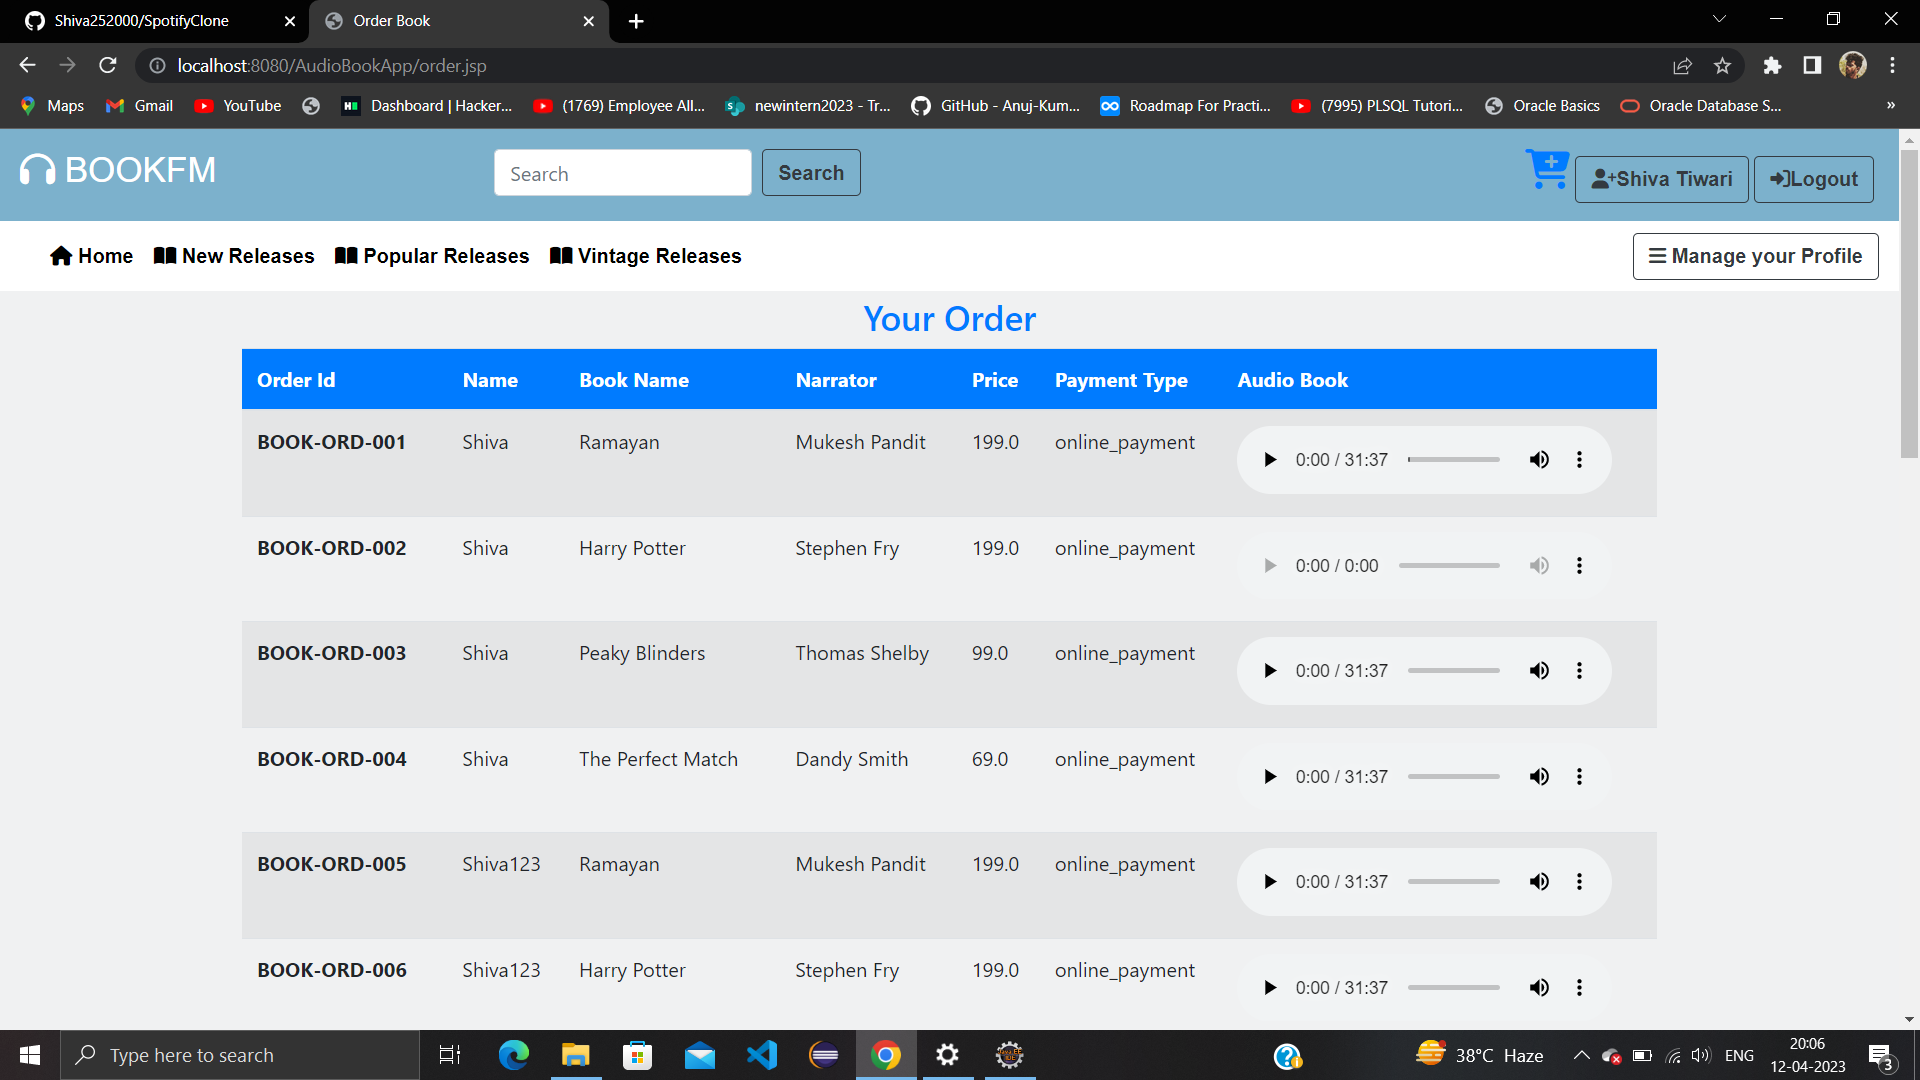 Shiva252000/SpotifyClone
Order Book
localhost:8080/AudioBookApp/order.jsp
Maps Gmail YouTube Dashboard | Hacker... (1769) Employee All... newintern2023 - Tr... GitHub - Anuj-Kum... Roadmap For Practi... (7995) PLSQL Tutori... Oracle Basics Oracle Database S... »
BOOKFM Search Search Shiva Tiwari Logout
Home New Releases Popular Releases Vintage Releases Manage your Profile
Your Order
Order Id Name Book Name Narrator Price Payment Type Audio Book
BOOK-ORD-001 Shiva Ramayan Mukesh Pandit 199.0 online_payment 0:00 / 31:37
BOOK-ORD-002 Shiva Harry Potter Stephen Fry 199.0 online_payment 0:00 / 0:00
BOOK-ORD-003 Shiva Peaky Blinders Thomas Shelby 99.0 online_payment 0:00 / 31:37
BOOK-ORD-004 Shiva The Perfect Match Dandy Smith 69.0 online_payment 0:00 / 31:37
BOOK-ORD-005 Shiva123 Ramayan Mukesh Pandit 199.0 online_payment 0:00 / 31:37
BOOK-ORD-006 Shiva123 Harry Potter Stephen Fry 199.0 online_payment 0:00 / 31:37
Type here to search 38°C Haze ENG 20:06
12-04-2023 3